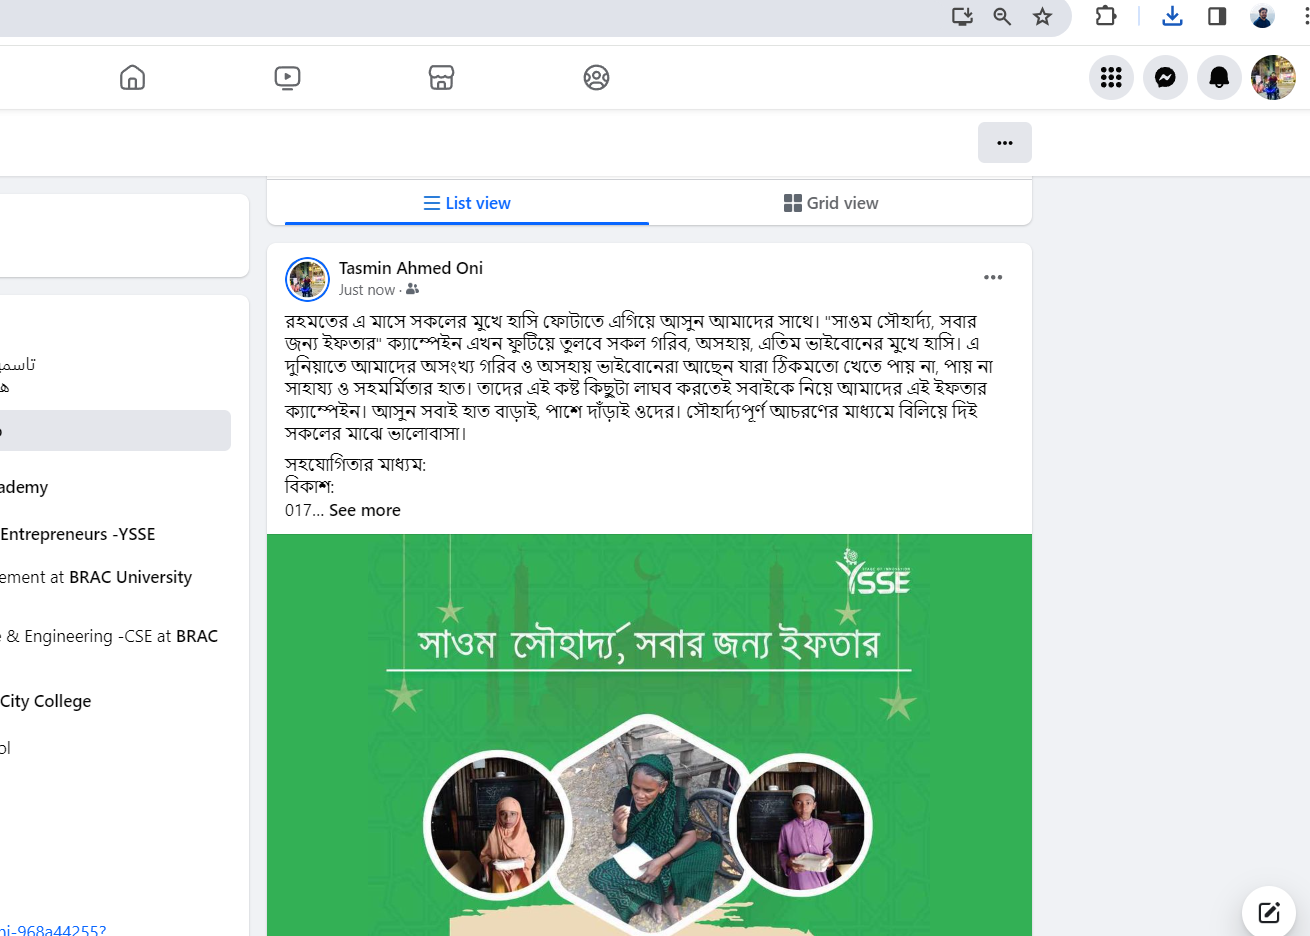 List view
Grid view
Tasmin Ahmed Oni
Just now ·
রহমতের এ মাসে সকলের মুখে হাসি ফোটাতে এগিয়ে আসুন আমাদের সাথে। "সাওম সৌহার্দ্য, সবার
জন্য ইফতার" ক্যাম্পেইন এখন ফুটিয়ে তুলবে সকল গরিব, অসহায়, এতিম ভাইবোনের মুখে হাসি। এ
দুনিয়াতে আমাদের অসংখ্য গরিব ও অসহায় ভাইবোনেরা আছেন যারা ঠিকমতো খেতে পায় না, পায় না
সাহায্য ও সহমর্মিতার হাত। তাদের এই কষ্ট কিছুটা লাঘব করতেই সবাইকে নিয়ে আমাদের এই ইফতার
ক্যাম্পেইন। আসুন সবাই হাত বাড়াই, পাশে দাঁড়াই ওদের। সৌহার্দ্যপূর্ণ আচরণের মাধ্যমে বিলিয়ে দিই
সকলের মাঝে ভালোবাসা।
সহযোগিতার মাধ্যম:
বিকাশ:
017... See more
YSSE
সাওম সৌহার্দ্য, সবার জন্য ইফতার
تاسمي
ademy
Entrepreneurs -YSSE
ement at BRAC University
& Engineering -CSE at BRAC
City College
ol
ni-968a44255?